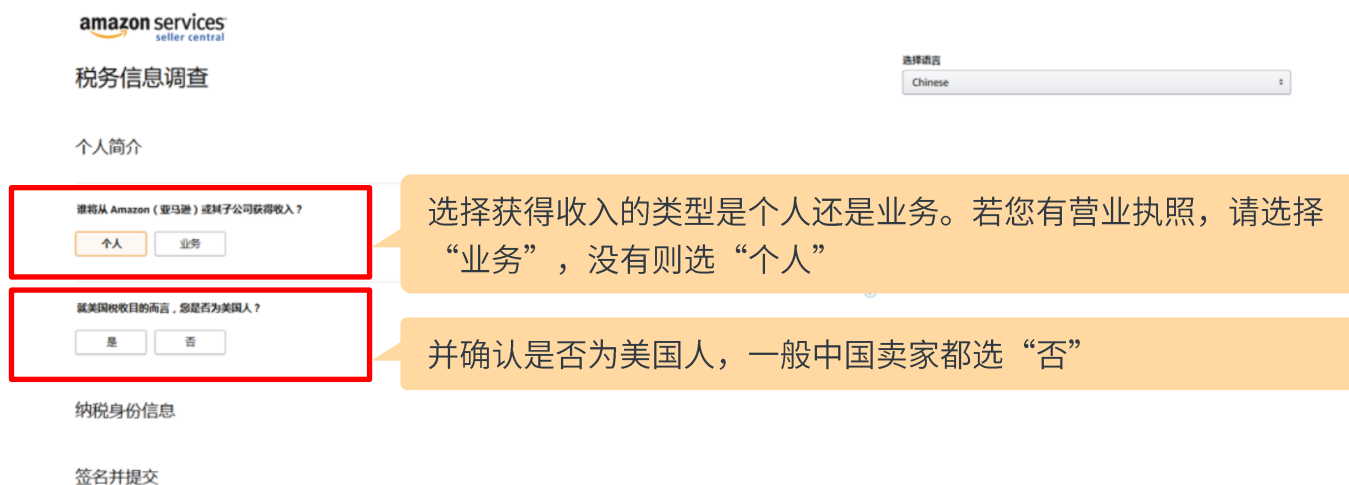 amazon services
seller central
选择语言
税务信息调查
Chinese
个人简介
谁将从 Amazon（亚马逊）或其子公司获得收入？
个人
业务
选择获得收入的类型是个人还是业务。若您有营业执照，请选择
“业务”，没有则选“个人”
就美国税收目的而言，您是否为美国人？
是
否
并确认是否为美国人，一般中国卖家都选“否”
纳税身份信息
签名并提交